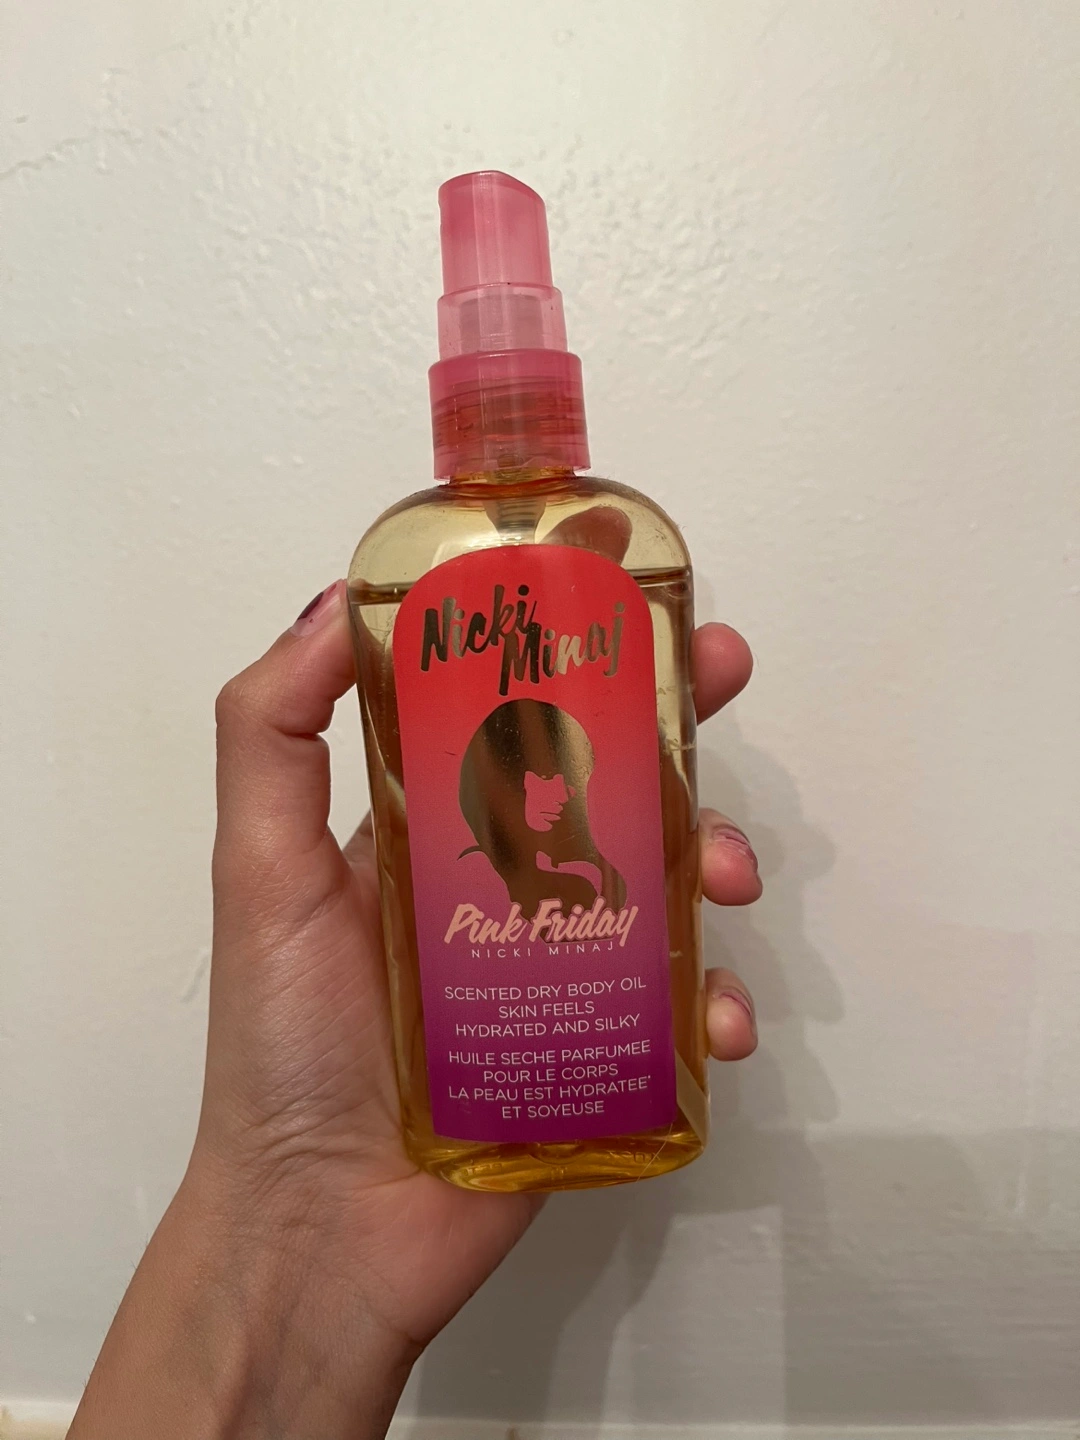 Nicki
Minaj
Pink Friday
NICKI MINAJ
SCENTED DRY BODY OIL
SKIN FEELS
HYDRATED AND SILKY
HUILE SECHE PARFUMEE
POUR LE CORPS
LA PEAU EST HYDRATEE*
ET SOYEUSE